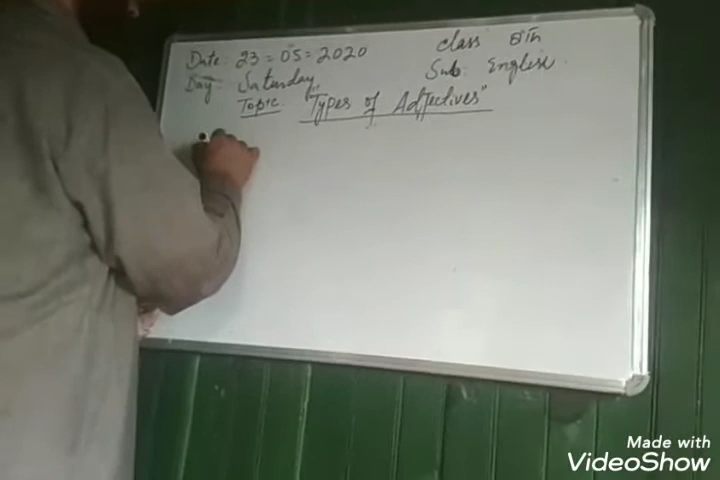 Date: 23 = 05 = 2020
class 8th
Day: Saturday
Sub: English
Topic "Types of Adjectives"
Made with
VideoShow